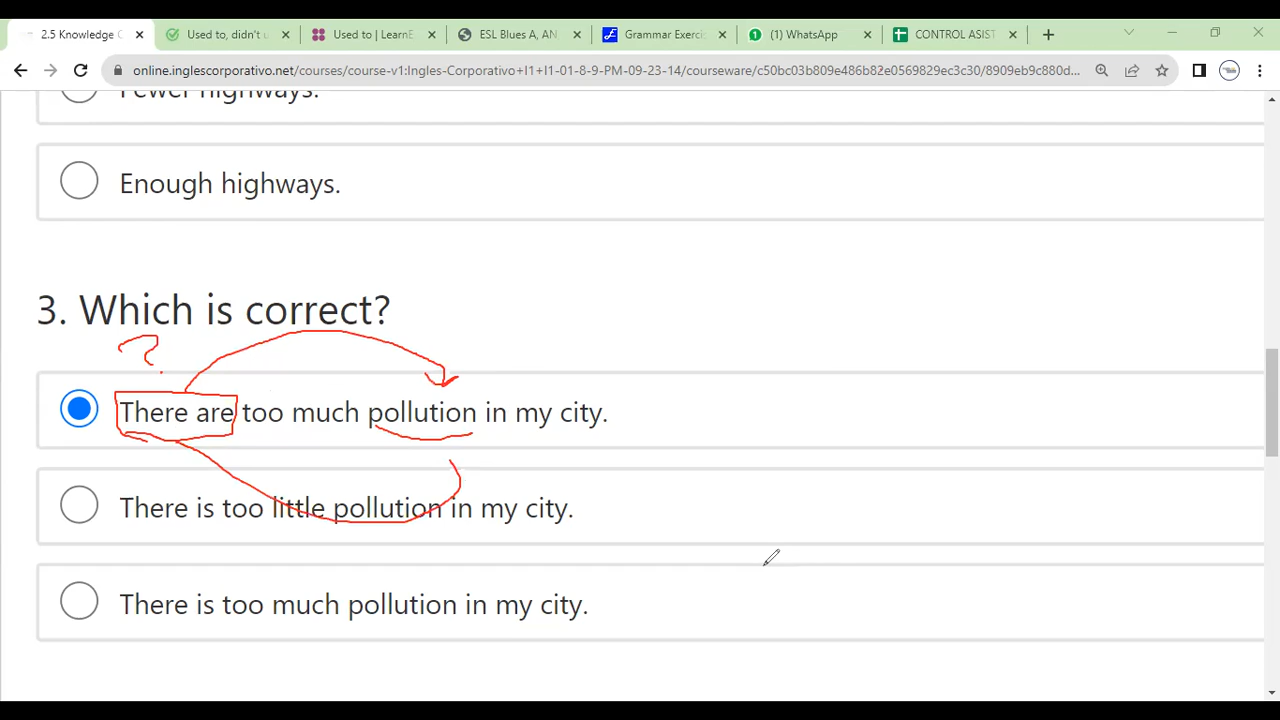 2.5 Knowledge C
Used to, didn't u
Used to | LearnE
ESL Blues A, AN
Grammar Exerci
(1) WhatsApp
CONTROL ASIST
online.inglescorporativo.net/courses/course-v1:Ingles-Corporativo+I1+I1-01-8-9-PM-09-23-14/courseware/c50bc03b809e486b82e0569829ec3c30/8909eb9c880d...
Fewer highways.
Enough highways.
3. Which is correct?
?
There are too much pollution in my city.
There is too little pollution in my city.
There is too much pollution in my city.